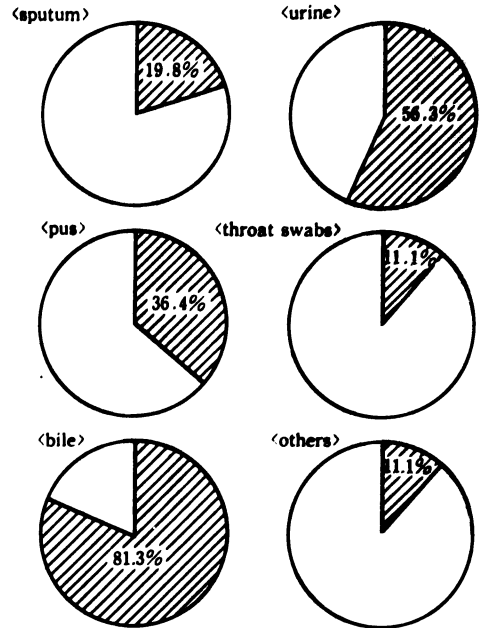 <sputum>
19.8%
<urine>
56.3%
<pus>
36.4%
<throat swabs>
11.1%
<bile>
81.3%
<others>
11.1%